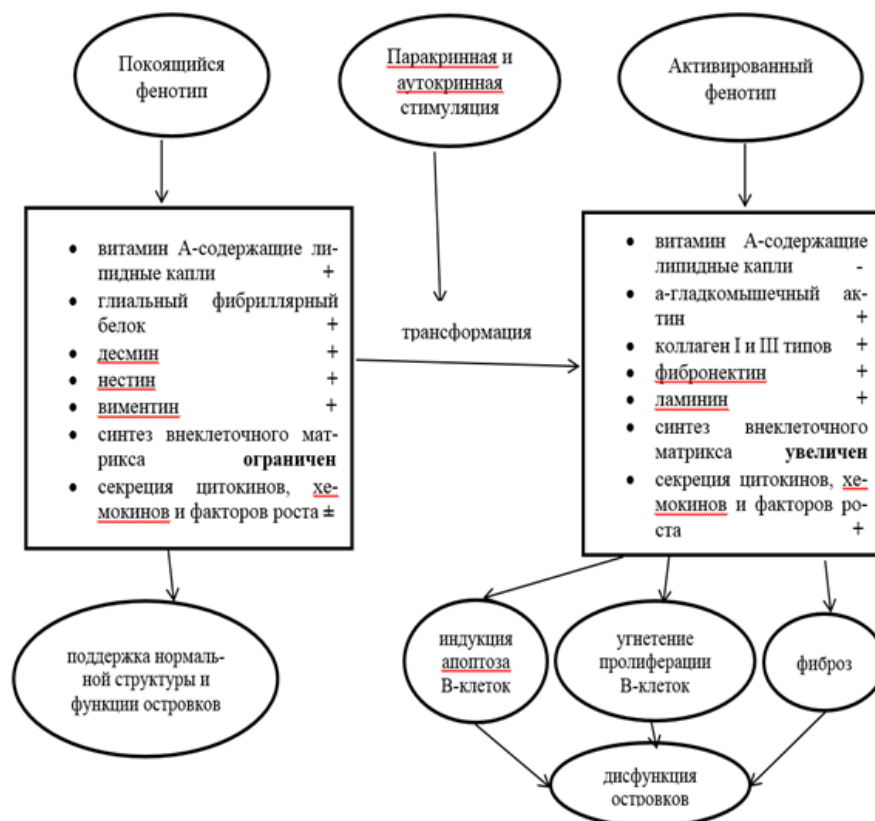 Покоящийся
фенотип
Паракринная и
аутокринная
стимуляция
Активированный
фенотип
• витамин А-содержащие ли-
пидные капли +
• глиальный фибриллярный
белок +
• десмин +
• нестин +
• виментин +
• синтез внеклеточного мат-
рикса ограничен
• секреция цитокинов, хе-
мокинов и факторов роста ±
трансформация
• витамин А-содержащие
липидные капли -
• а-гладкомышечный ак-
тин +
• коллаген I и III типов +
• фибронектин +
• ламинин +
• синтез внеклеточного
матрикса увеличен
• секреция цитокинов, хе-
мокинов и факторов ро-
ста +
поддержка нормаль-
ной структуры и
функции островков
индукция
апоптоза
В-клеток
угнетение
пролиферации
В-клеток
фиброз
дисфункция
островков